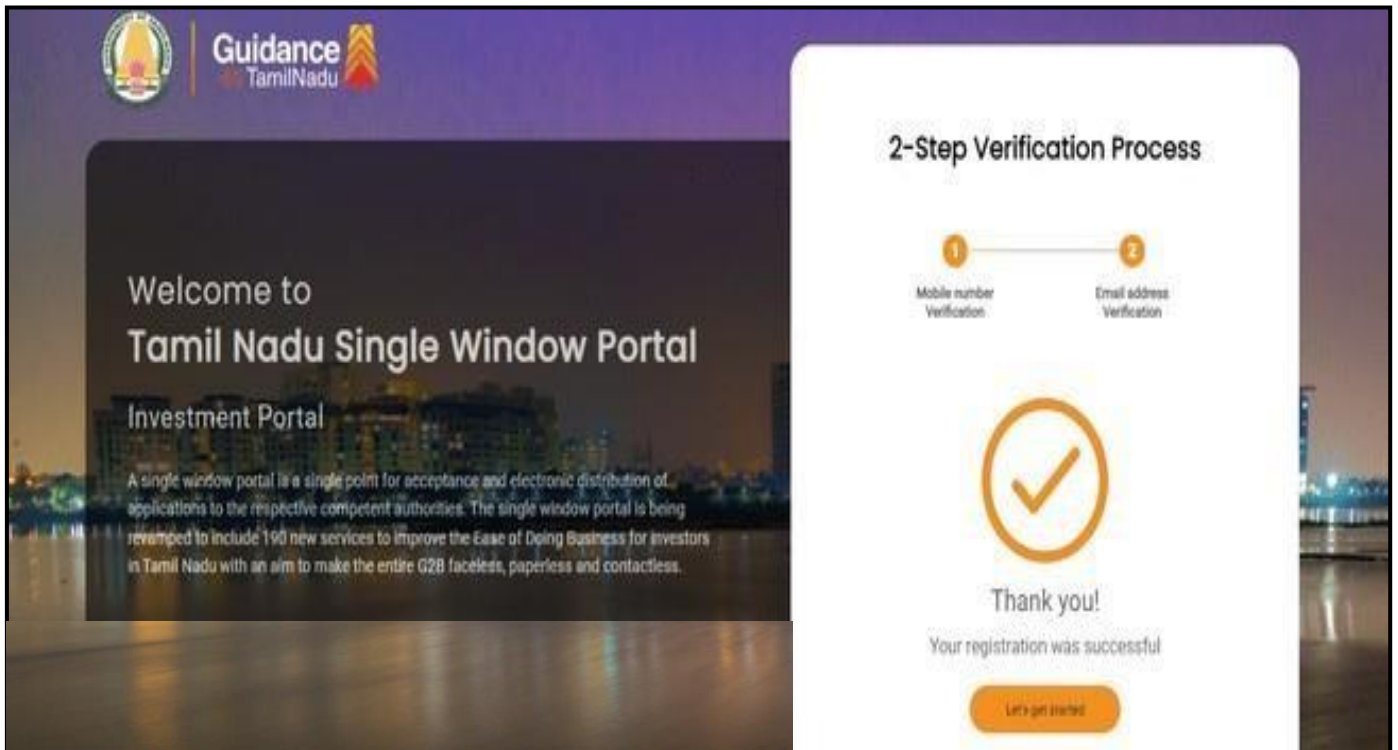 Guidance
TamilNadu
Welcome to
Tamil Nadu Single Window Portal
Investment Portal
A single window portal is a single point for acceptance and electronic distribution of
applications to the respective competent authorities. The single window portal is being
revamped to include 190 new services to improve the Ease of Doing Business for investors
in Tamil Nadu with an aim to make the entire G2B faceless, paperless and contactless.
2-Step Verification Process
1
2
Mobile number
Verification
Email address
Verification
Thank you!
Your registration was successful
Let's get started